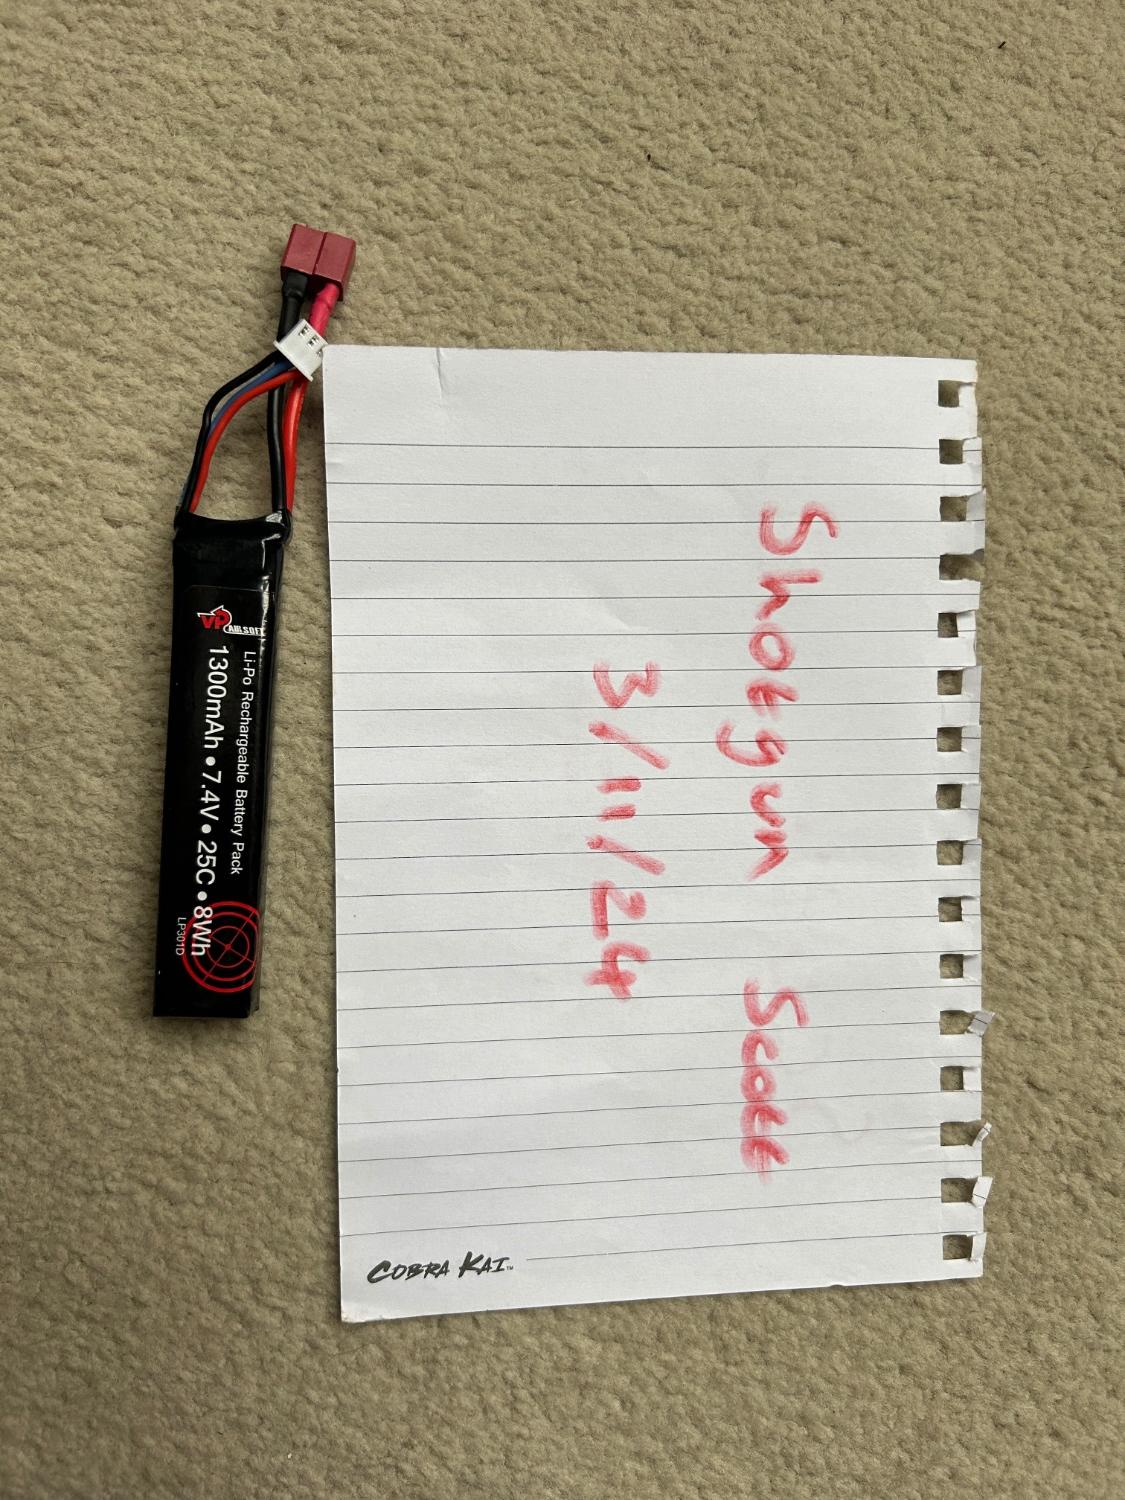 VP AIRSOFT
Li-Po Rechargeable Battery Pack
1300mAh • 7.4V • 25C • 8Wh
LP301D
Shotgun Scott
3/11/24
COBRA KAI™